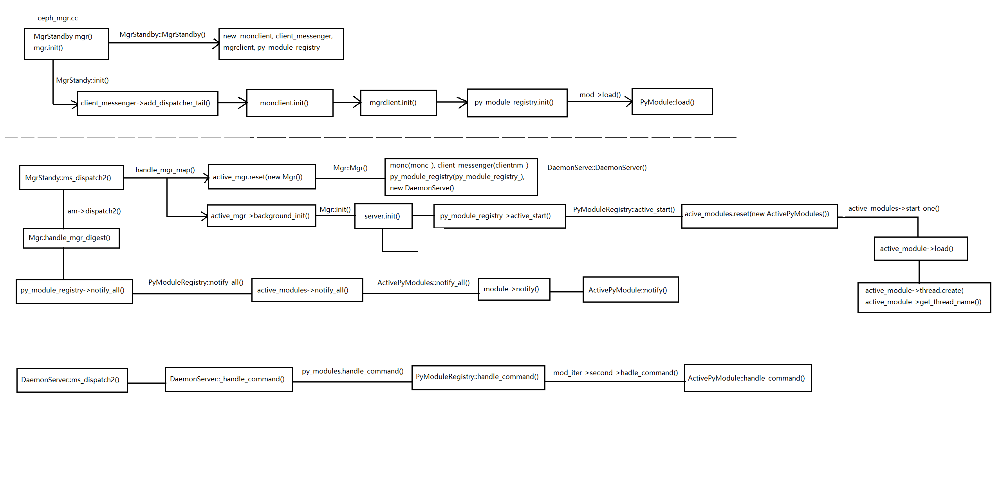 ceph_mgr.cc
MgrStandby mgr()
mgr.init()
MgrStandby::MgrStandby()
new  monclient, client_messenger,
mgrclient, py_module_registry
MgrStandy::init()
client_messenger->add_dispatcher_tail()
monclient.init()
mgrclient.init()
py_module_registry.init()
mod->load()
PyModule::load()
MgrStandy::ms_dispatch2()
handle_mgr_map()
active_mgr.reset(new Mgr())
Mgr::Mgr()
monc(monc_), client_messenger(clientnm_)
py_module_registry(py_module_registry_),
new DaemonServe()
DaemonServe::DaemonServer()
am->dispatch2()
active_mgr->background_init()
Mgr::init()
server.init()
py_module_registry->active_start()
PyModuleRegistry::active_start()
acive_modules.reset(new ActivePyModules())
active_modules->start_one()
Mgr::handle_mgr_digest()
active_module->load()
py_module_registry->notify_all()
PyModuleRegistry::notify_all()
active_modules->notify_all()
ActivePyModules::notify_all()
module->notify()
ActivePyModule::notify()
active_module->thread.create(
active_module->get_thread_name())
DaemonServer::ms_dispatch2()
DaemonServer::_handle_command()
py_modules.handle_command()
PyModuleRegistry::handle_command()
mod_iter->second->hadle_command()
ActivePyModule::handle_command()